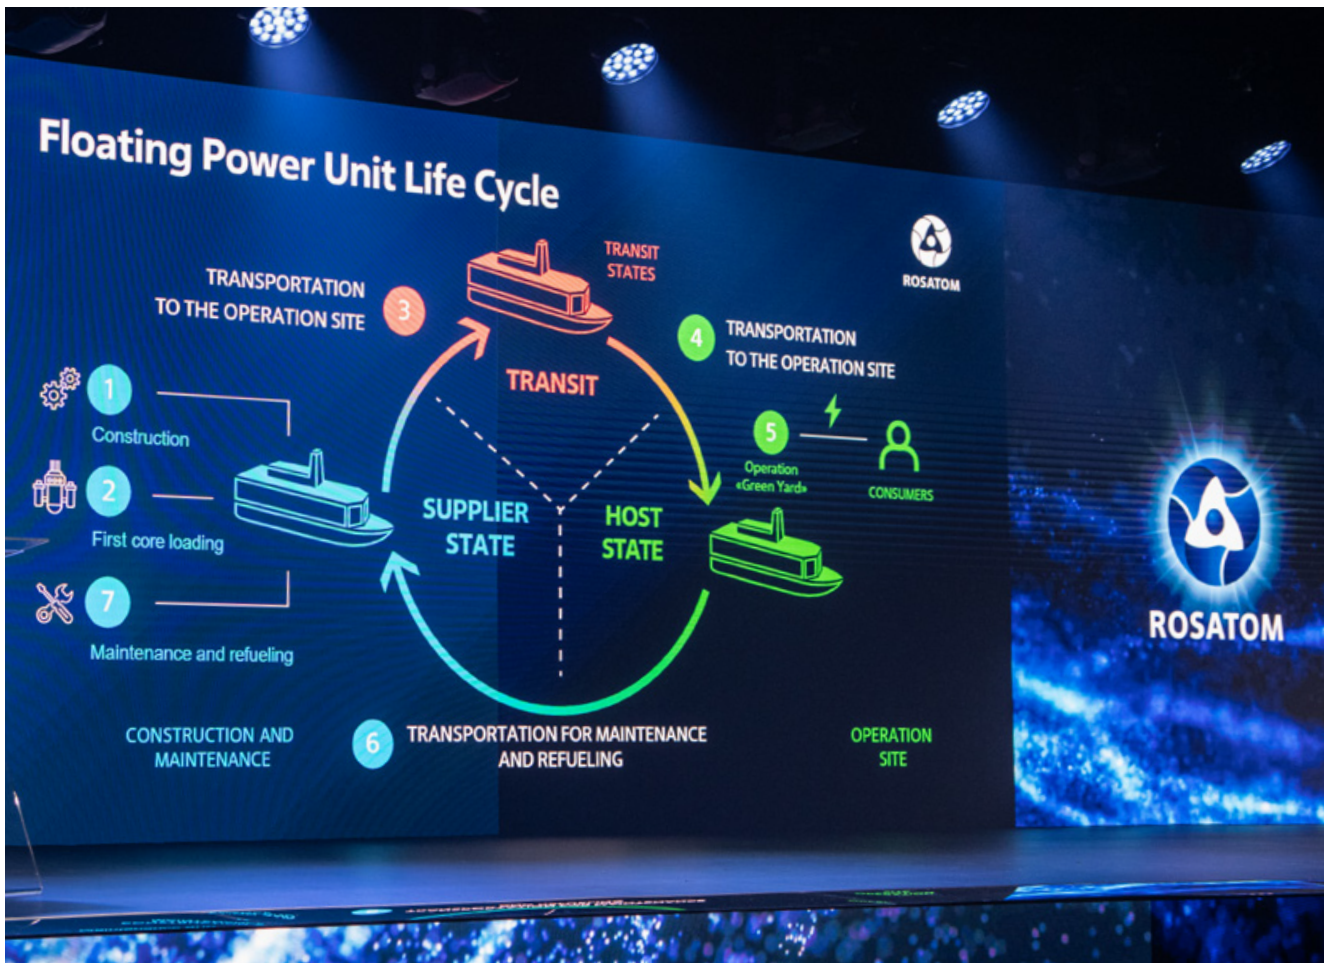 Floating Power Unit Life Cycle
TRANSIT
STATES
ROSATOM
TRANSPORTATION
TO THE OPERATION SITE
3
4
TRANSPORTATION
TO THE OPERATION SITE
TRANSIT
1
Construction
5
Operation
«Green Yard»
CONSUMERS
2
First core loading
SUPPLIER
STATE
HOST
STATE
7
Maintenance and refueling
CONSTRUCTION AND
MAINTENANCE
6
TRANSPORTATION FOR MAINTENANCE
AND REFUELING
OPERATION
SITE
ROSATOM